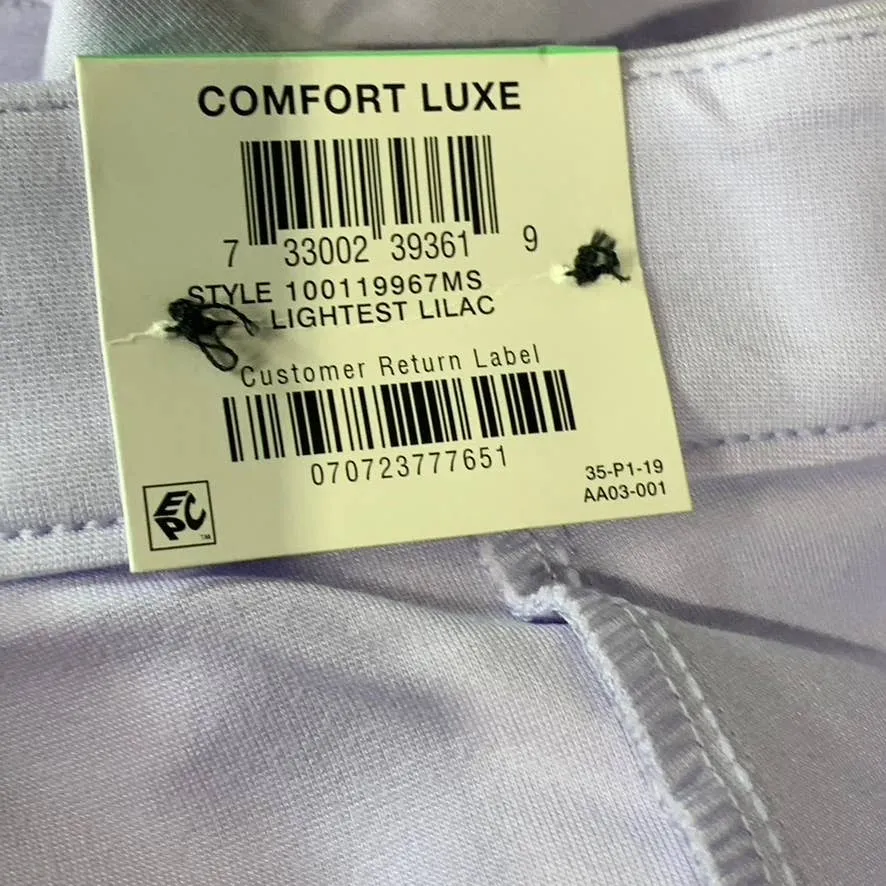 COMFORT LUXE
7 33002 39361 9
STYLE 100119967MS
LIGHTEST LILAC
Customer Return Label
070723777651
35-P1-19
AA03-001
EPC
TM